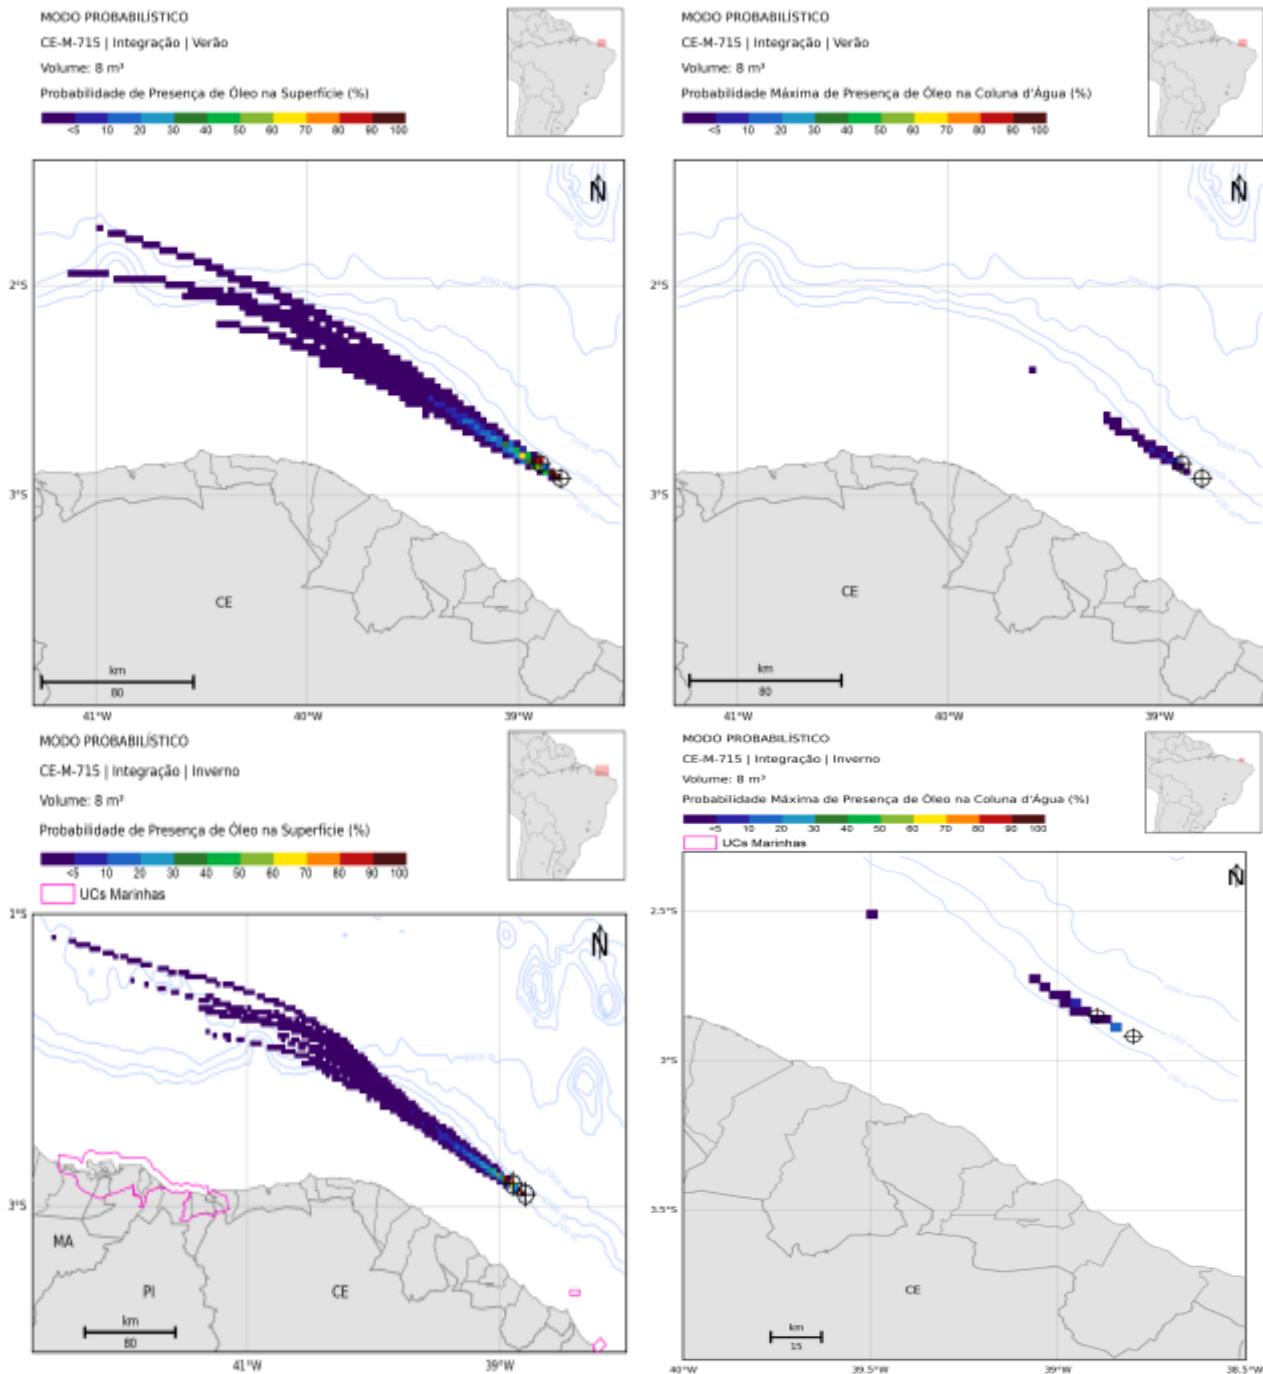 MODO PROBABILÍSTICO
CE-M-715 | Integração | Verão
Volume: 8 m³
Probabilidade de Presença de Óleo na Superfície (%)
<5 10 20 30 40 50 60 70 80 90 100
N
2°S
3°S
CE
km
80
41°W 40°W 39°W
MODO PROBABILÍSTICO
CE-M-715 | Integração | Verão
Volume: 8 m³
Probabilidade Máxima de Presença de Óleo na Coluna d'Água (%)
<5 10 20 30 40 50 60 70 80 90 100
N
2°S
3°S
CE
km
80
41°W 40°W 39°W
MODO PROBABILÍSTICO
CE-M-715 | Integração | Inverno
Volume: 8 m³
Probabilidade de Presença de Óleo na Superfície (%)
<5 10 20 30 40 50 60 70 80 90 100
UCs Marinhas
1°S
N
3°S
MA
PI
CE
km
80
41°W 39°W
MODO PROBABILÍSTICO
CE-M-715 | Integração | Inverno
Volume: 8 m³
Probabilidade Máxima de Presença de Óleo na Coluna d'Água (%)
<5 10 20 30 40 50 60 70 80 90 100
UCs Marinhas
N
2.5°S
3°S
3.5°S
CE
km
15
40°W 39.5°W 39°W 38.5°W